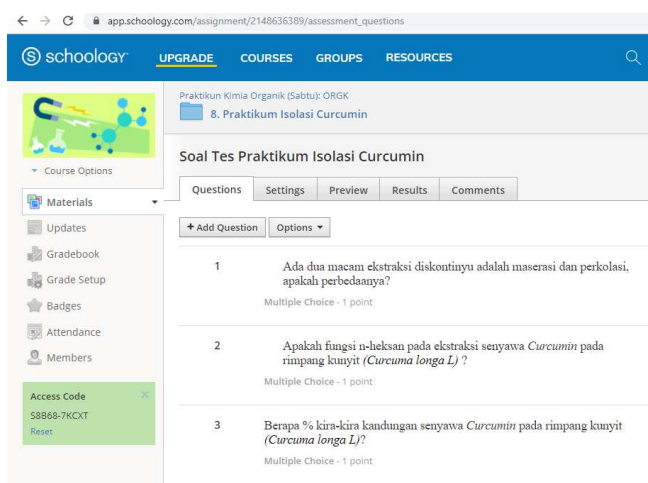 app.schoology.com/assignment/2148636389/assessment_questions
S schoology UPGRADE COURSES GROUPS RESOURCES
Praktikun Kimia Organik (Sabtu): ORGK
8. Praktikum Isolasi Curcumin
Soal Tes Praktikum Isolasi Curcumin
Course Options
Questions Settings Preview Results Comments
Materials
Updates
Gradebook
Grade Setup
Badges
Attendance
Members
Access Code
S8B68-7KCXT
Reset
+ Add Question Options
1 Ada dua macam ekstraksi diskontinyu adalah maserasi dan perkolasi,
apakah perbedaanya?
Multiple Choice - 1 point
2 Apakah fungsi n-heksan pada ekstraksi senyawa Curcumin pada
rimpang kunyit (Curcuma longa L) ?
Multiple Choice - 1 point
3 Berapa % kira-kira kandungan senyawa Curcumin pada rimpang kunyit
(Curcuma longa L)?
Multiple Choice - 1 point